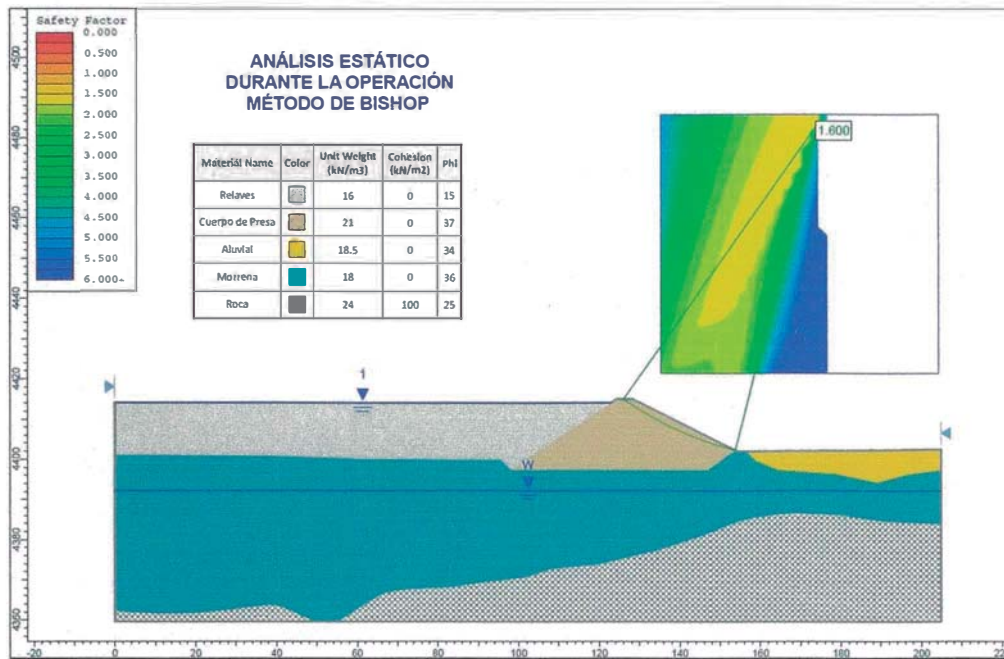 Safety Factor
0.000
0.500
1.000
1.500
2.000
2.500
3.000
3.500
4.000
4.500
5.000
5.500
6.000+
ANÁLISIS ESTÁTICO
DURANTE LA OPERACIÓN
MÉTODO DE BISHOP
Material Name Color Unit Weight (kN/m3) Cohesion (kN/m2) Phi
Relaves 16 0 15
Cuerpo de Presa 21 0 37
Aluvial 18.5 0 34
Morrena 18 0 36
Roca 24 100 25
1.600
1
W
4500
4480
4460
4440
4420
4400
4380
4360
-20 0 20 40 60 80 100 120 140 160 180 200